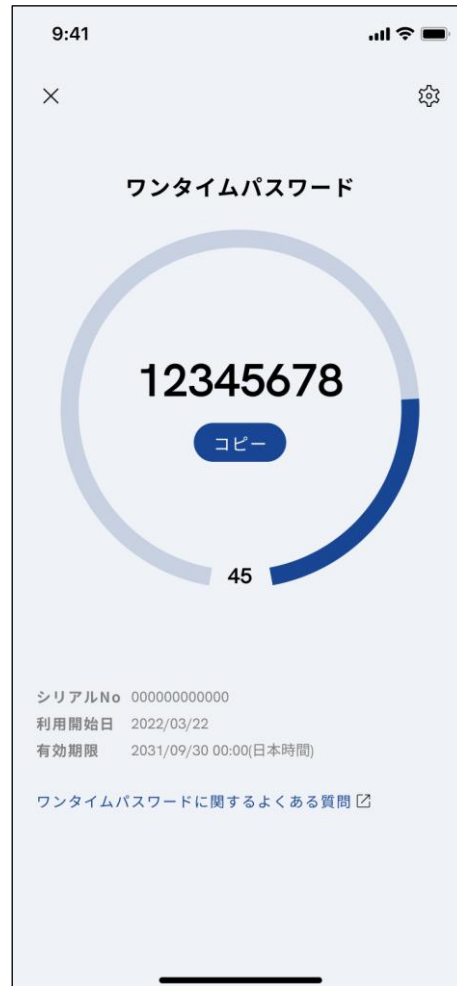 9:41
ワンタイムパスワード
12345678
コピー
45
シリアルNo 000000000000
利用開始日 2022/03/22
有効期限 2031/09/30 00:00(日本時間)
ワンタイムパスワードに関するよくある質問